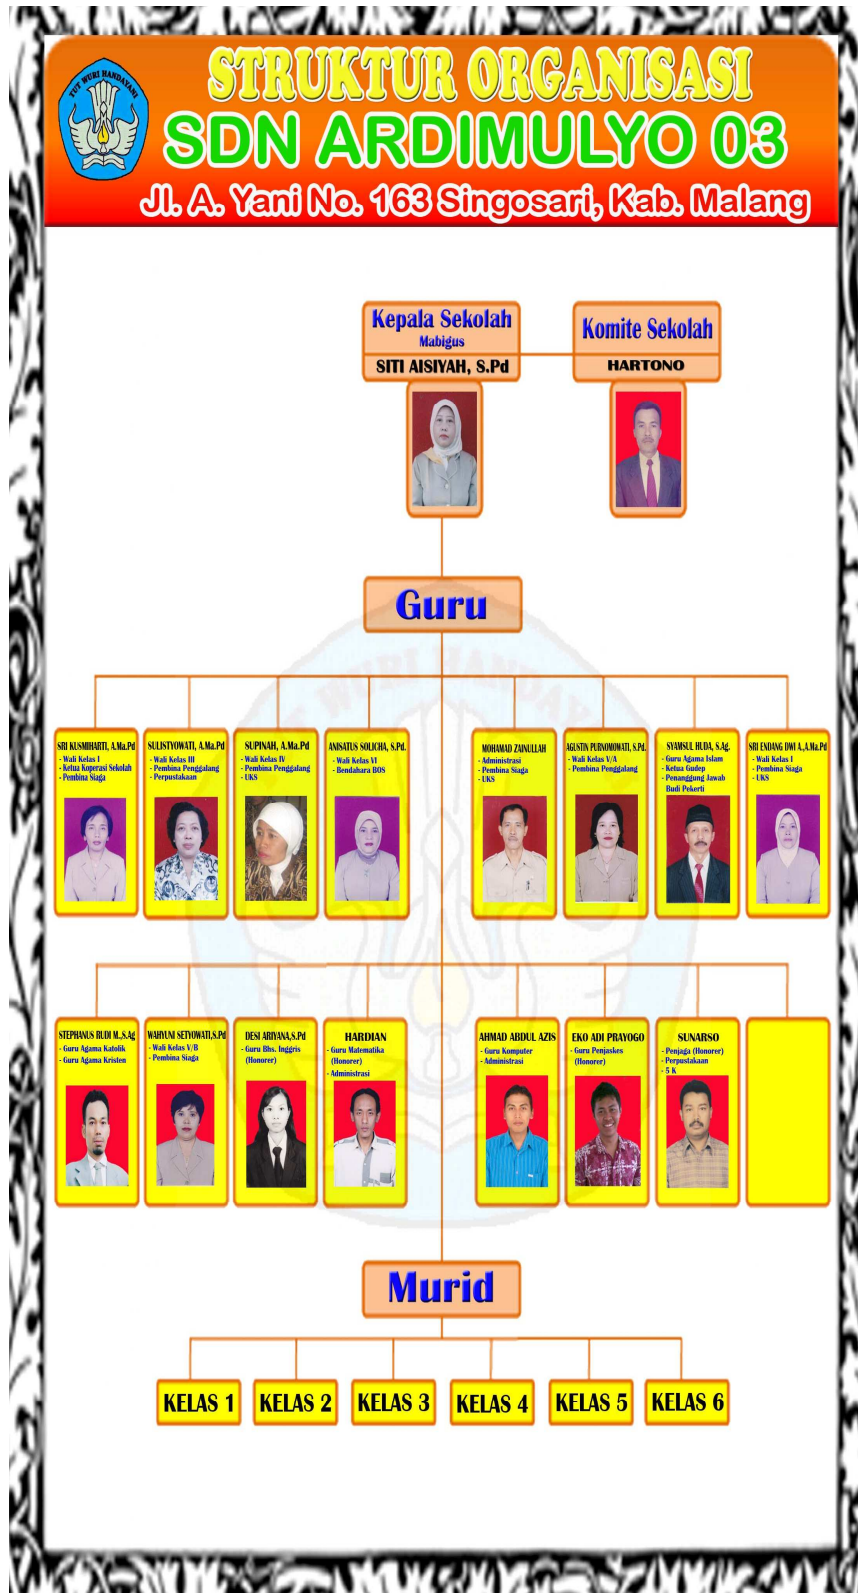 STRUKTUR ORGANISASI
TUT WURI HANDAYANI
SDN ARDIMULYO 03
Jl. A. Yani No. 163 Singosari, Kab. Malang
Kepala Sekolah
Mabigus
SITI AISIYAH, S.Pd
Komite Sekolah
HARTONO
Guru
TUT WURI HANDAYANI
SRI KUSMIHARTI, A.Ma.Pd
- Wali Kelas I
- Ketua Koperasi Sekolah
- Pembina Siaga
SULISTYOWATI, A.Ma.Pd
- Wali Kelas III
- Pembina Penggalang
- Perpustakaan
SUPINAH, A.Ma.Pd
- Wali Kelas IV
- Pembina Penggalang
- UKS
ANISATUS SOLICHA, S.Pd.
- Wali Kelas VI
- Bendahara BOS
MOHAMAD ZAINULLAH
- Administrasi
- Pembina Siaga
- UKS
AGUSTIN PURNOMOWATI, S.Pd.
- Wali Kelas V/A
- Pembina Penggalang
SYAMSUL HUDA, S.Ag.
- Guru Agama Islam
- Ketua Gudep
- Penanggung Jawab
Budi Pekerti
SRI ENDANG DWI A.,A.Ma.Pd
- Wali Kelas I
- Pembina Siaga
- UKS
STEPHANUS RUDI M.,S.Ag
- Guru Agama Katolik
- Guru Agama Kristen
WAHYUNI SETYOWATI,S.Pd
- Wali Kelas V/B
- Pembina Siaga
DESI ARIYANA,S.Pd
- Guru Bhs. Inggris
(Honorer)
HARDIAN
- Guru Matematika
(Honorer)
- Administrasi
AHMAD ABDUL AZIS
- Guru Komputer
- Administrasi
EKO ADI PRAYOGO
- Guru Penjaskes
(Honorer)
SUNARSO
- Penjaga (Honorer)
- Perpustakaan
- 5 K
Murid
KELAS 1
KELAS 2
KELAS 3
KELAS 4
KELAS 5
KELAS 6